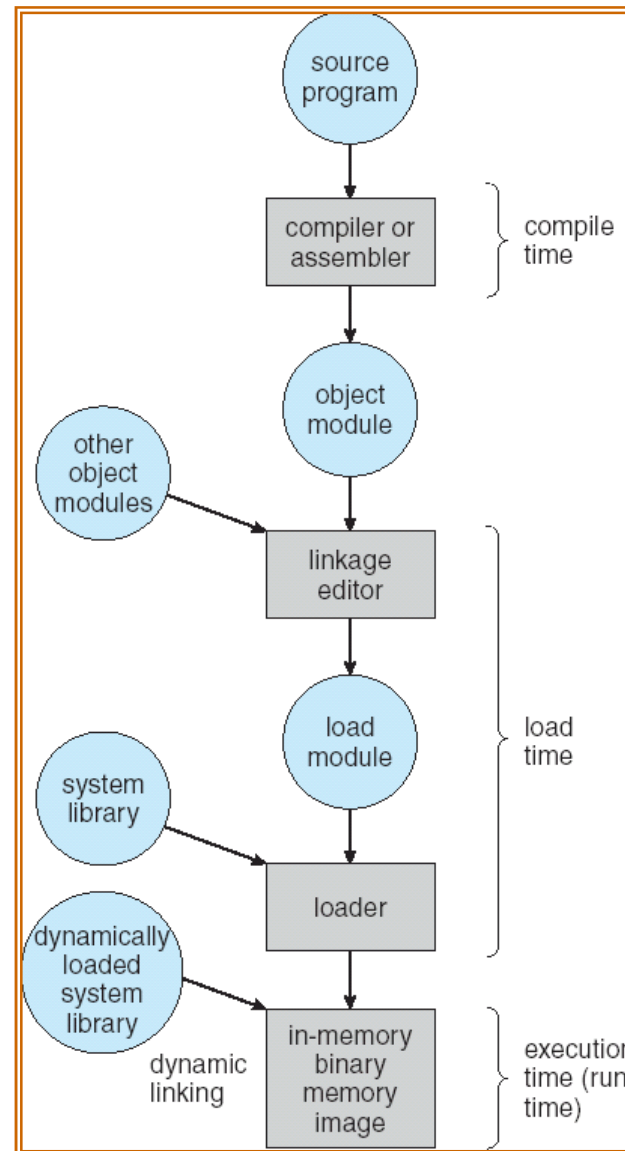 source
program
compiler or
assembler
compile
time
object
module
other
object
modules
linkage
editor
load
module
load
time
system
library
loader
dynamically
loaded
system
library
dynamic
linking
in-memory
binary
memory
image
execution
time (run
time)